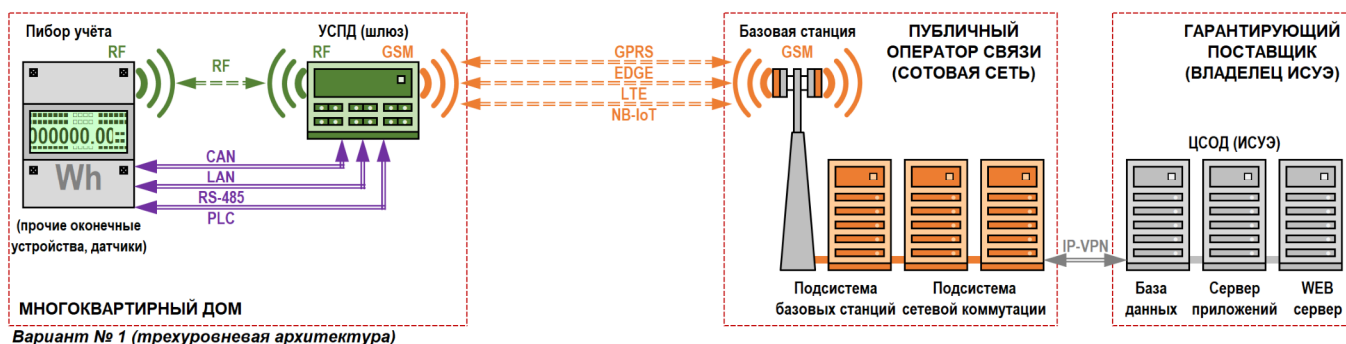 Пибор учёта
RF
RF
УСПД (шлюз)
RF
GSM
000000.00
Wh
CAN
LAN
RS-485
PLC
(прочие оконечные
устройства, датчики)
МНОГОКВАРТИРНЫЙ ДОМ
GPRS
EDGE
LTE
NB-IoT
Базовая станция
GSM
ПУБЛИЧНЫЙ
ОПЕРАТОР СВЯЗИ
(СОТОВАЯ СЕТЬ)
Подсистема
базовых станций
Подсистема
сетевой коммутации
IP-VPN
ГАРАНТИРУЮЩИЙ
ПОСТАВЩИК
(ВЛАДЕЛЕЦ ИСУЭ)
ЦСОД (ИСУЭ)
База
данных
Сервер
приложений
WEB
сервер
Вариант № 1 (трехуровневая архитектура)